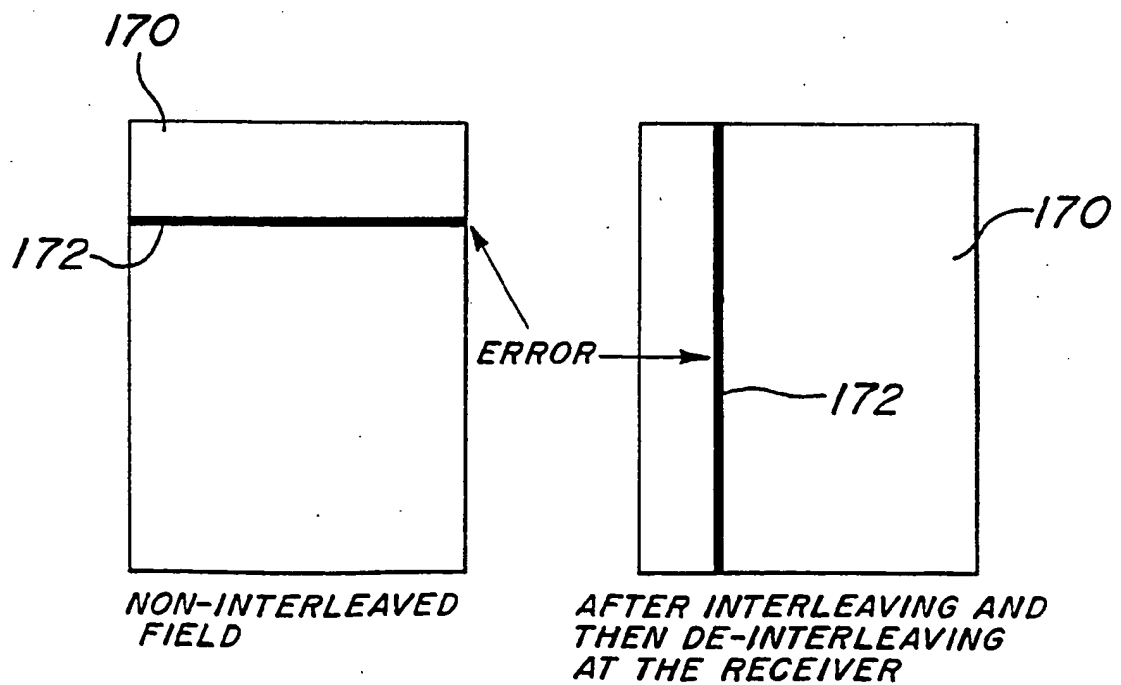 170
172
170
ERROR
172
NON-INTERLEAVED
FIELD
AFTER INTERLEAVING AND
THEN DE-INTERLEAVING
AT THE RECEIVER